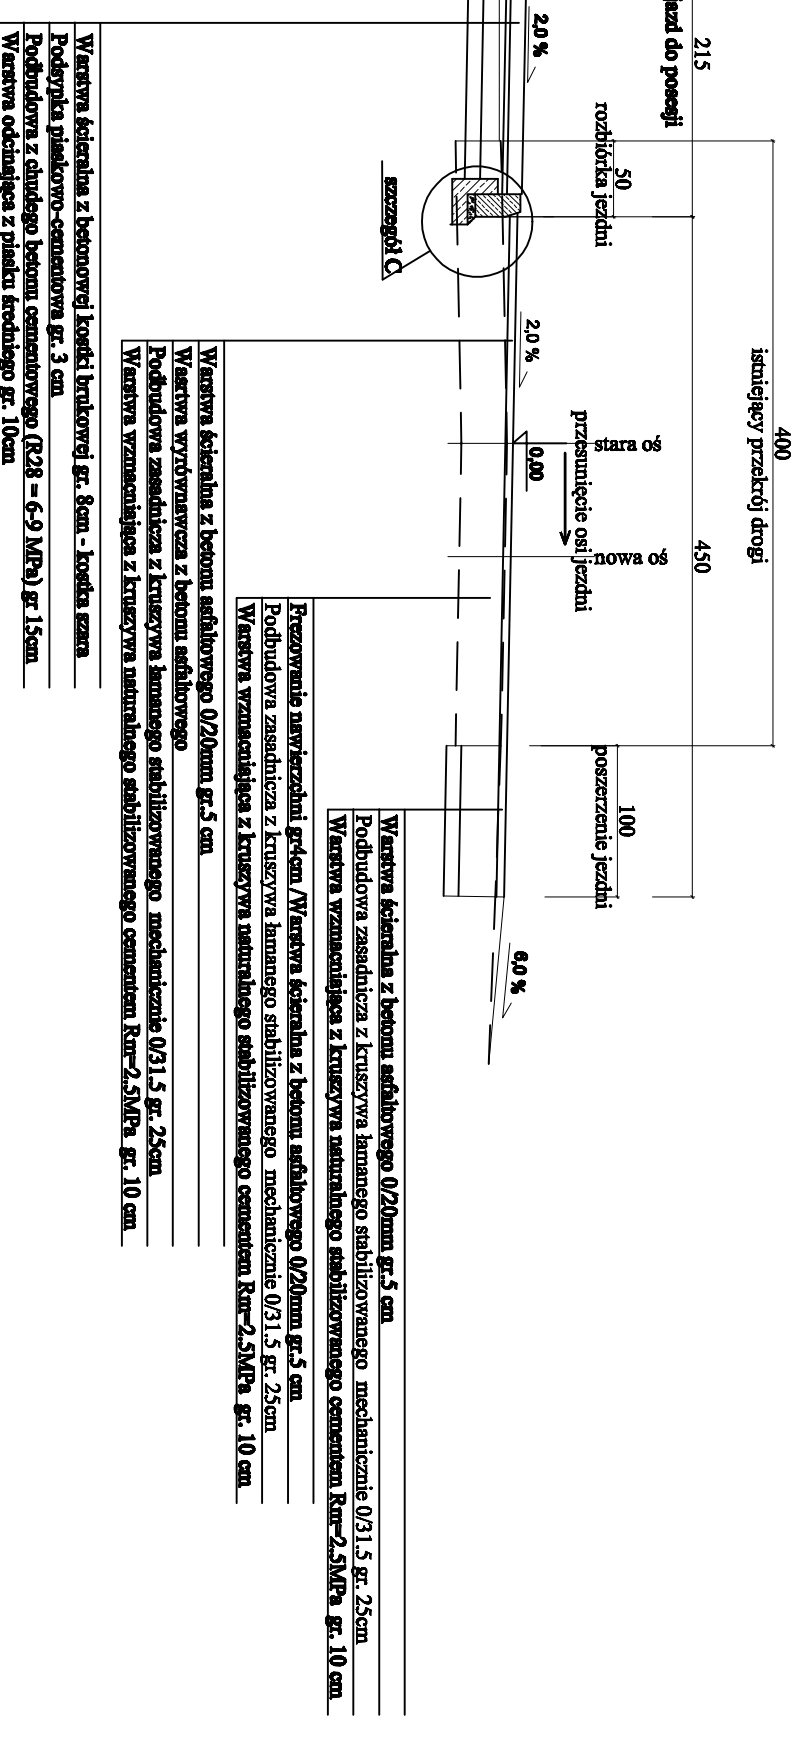 400
istniejący przekrój drogi
215
450
jazd do posesji
50
rozbiórka jezdni
100
poszerzenie jezdni
stara oś
nowa oś
przesunięcie osi jezdni
2,0 %
2,0 %
0,00
6,0 %
szczegół C
Warstwa ścieralna z betonu asfaltowego 0/20mm gr.5 cm
Podbudowa zasadnicza z kruszywa łamanego stabilizowanego mechanicznie 0/31.5 gr. 25cm
Warstwa wzmacniająca z kruszywa naturalnego stabilizowanego cementem Rm=2.5MPa gr. 10 cm
Frezowanie nawierzchni gr4cm /Warstwa ścieralna z betonu asfaltowego 0/20mm gr.5 cm
Podbudowa zasadnicza z kruszywa łamanego stabilizowanego mechanicznie 0/31.5 gr. 25cm
Warstwa wzmacniająca z kruszywa naturalnego stabilizowanego cementem Rm=2.5MPa gr. 10 cm
Warstwa ścieralna z betonu asfaltowego 0/20mm gr.5 cm
Wasrtwa wyrównawcza z betonu asfaltowego
Podbudowa zasadnicza z kruszywa łamanego stabilizowanego mechanicznie 0/31.5 gr. 25cm
Warstwa wzmacniająca z kruszywa naturalnego stabilizowanego cementem Rm=2.5MPa gr. 10 cm
Warstwa ścieralna z betonowej kostki brukowej gr. 8cm - kostka szara
Podsypka piaskowo-cementowa gr. 3 cm
Podbudowa z chudego betonu cementowego (R28 = 6-9 MPa) gr 15cm
Warstwa odcinająca z piasku średniego gr. 10cm